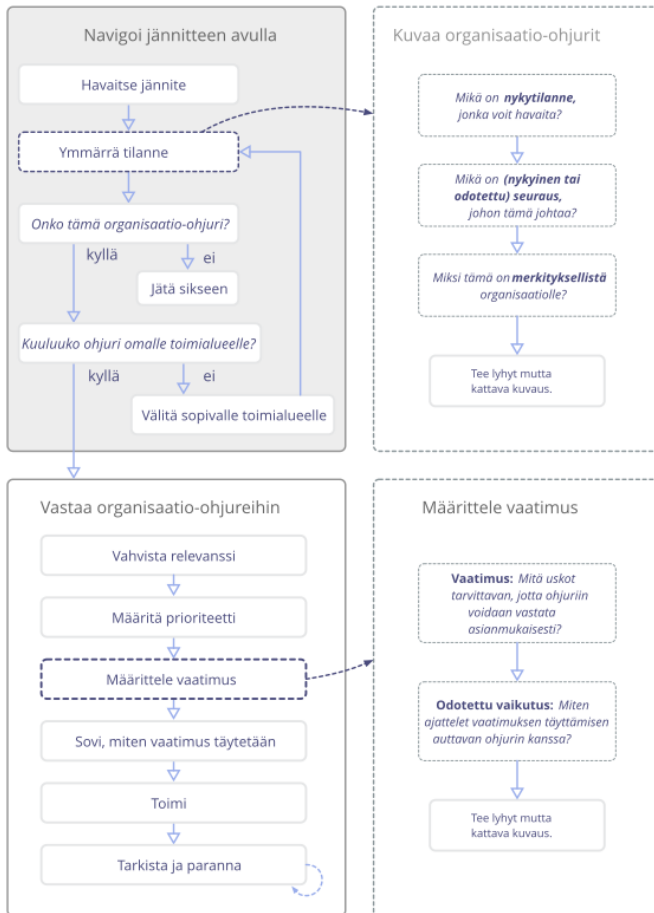 Navigoi jännitteen avulla
Havaitse jännite
Ymmärrä tilanne
Onko tämä organisaatio-ohjuri?
kyllä
ei
Jätä sikseen
Kuuluuko ohjuri omalle toimialueelle?
kyllä
ei
Välitä sopivalle toimialueelle
Kuvaa organisaatio-ohjurit
Mikä on nykytilanne,
jonka voit havaita?
Mikä on (nykyinen tai
odotettu) seuraus,
johon tämä johtaa?
Miksi tämä on merkityksellistä
organisaatiolle?
Tee lyhyt mutta
kattava kuvaus.
Vastaa organisaatio-ohjureihin
Vahvista relevanssi
Määritä prioriteetti
Määrittele vaatimus
Sovi, miten vaatimus täytetään
Toimi
Tarkista ja paranna
Määrittele vaatimus
Vaatimus: Mitä uskot
tarvittavan, jotta ohjuriin
voidaan vastata
asianmukaisesti?
Odotettu vaikutus: Miten
ajattelet vaatimuksen täyttämisen
auttavan ohjurin kanssa?
Tee lyhyt mutta
kattava kuvaus.